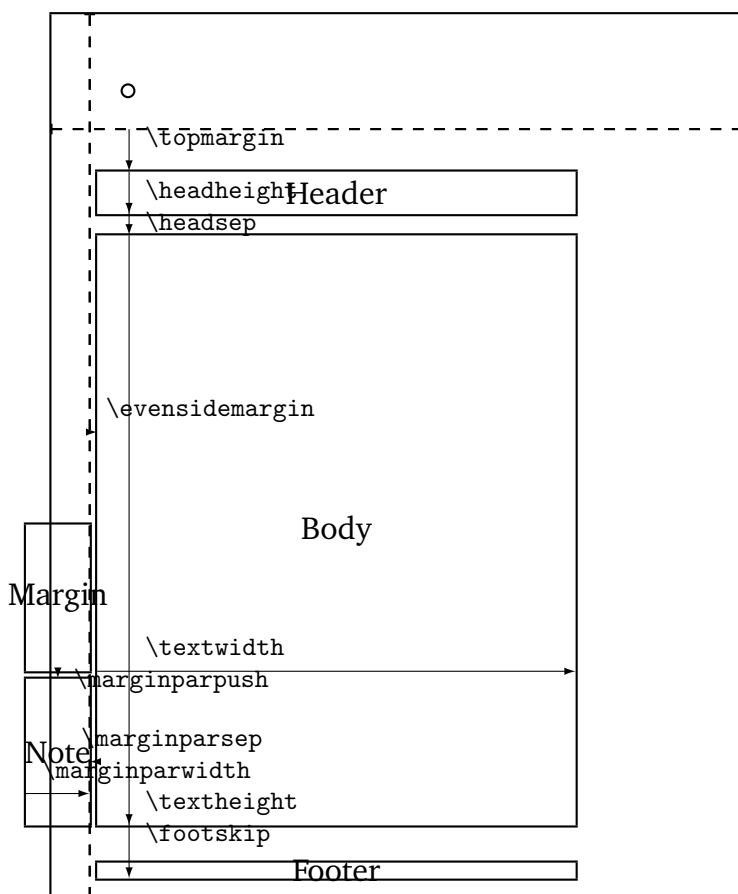 \topmargin
\headheight
Header
\headsep
\evensidemargin
Body
Margin
\textwidth
\marginparpush
\marginparsep
Note
\marginparwidth
\textheight
\footskip
Footer